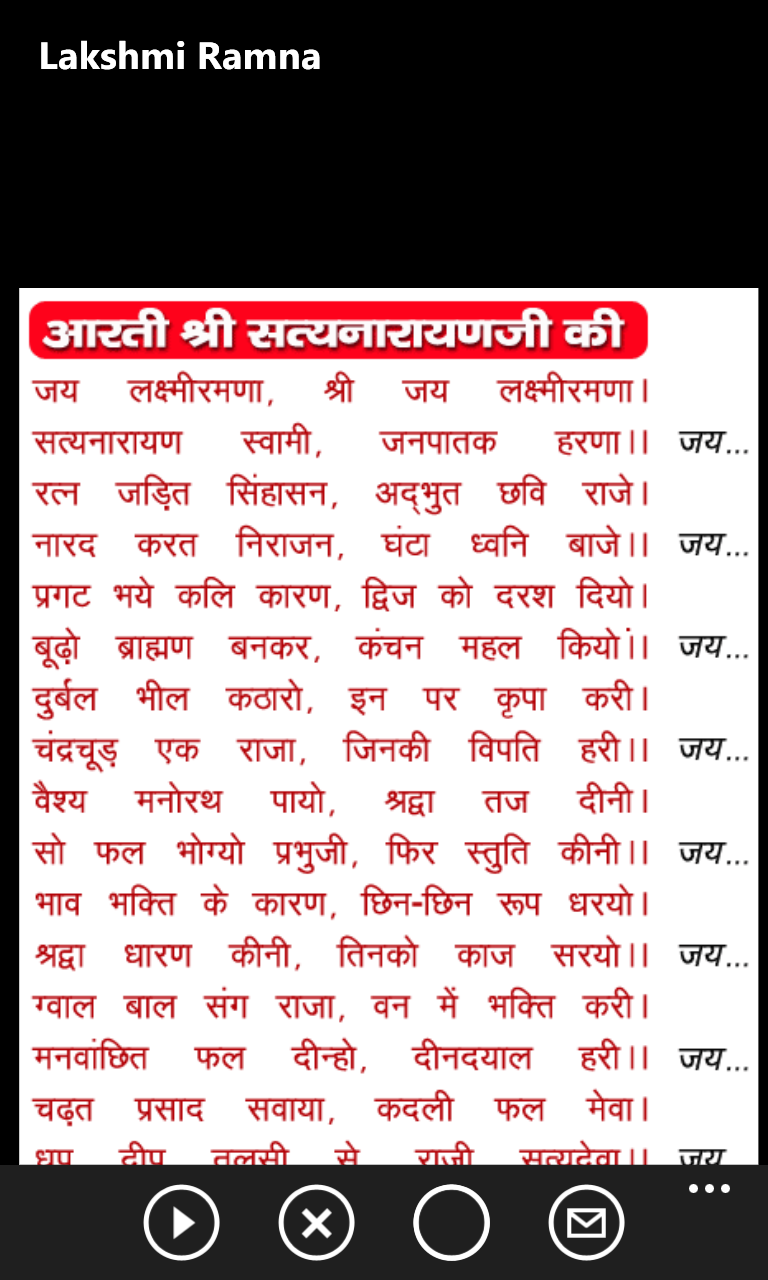 Lakshmi Ramna
आरती श्री सत्यनारायणजी की
जय लक्ष्मीरमणा, श्री जय लक्ष्मीरमणा।
सत्यनारायण स्वामी, जनपातक हरणा।। जय...
रत्न जड़ित सिंहासन, अद्‌भुत छवि राजे।
नारद करत निराजन, घंटा ध्वनि बाजे।। जय...
प्रगट भये कलि कारण, द्विज को दरश दियो।
बूढ़ो ब्राह्मण बनकर, कंचन महल कियो।। जय...
दुर्बल भील कठारो, इन पर कृपा करी।
चंद्रचूड़ एक राजा, जिनकी विपति हरी।। जय...
वैश्य मनोरथ पायो, श्रद्वा तज दीनी।
सो फल भोग्यो प्रभुजी, फिर स्तुति कीनी।। जय...
भाव भक्ति के कारण, छिन-छिन रूप धरयो।
श्रद्वा धारण कीनी, तिनको काज सरयो।। जय...
ग्वाल बाल संग राजा, वन में भक्ति करी।
मनवांछित फल दीन्हो, दीनदयाल हरी।। जय...
चढ़त प्रसाद सवाया, कदली फल मेवा।
धूप दीप तुलसी से राजी सत्यदेवा।। जय